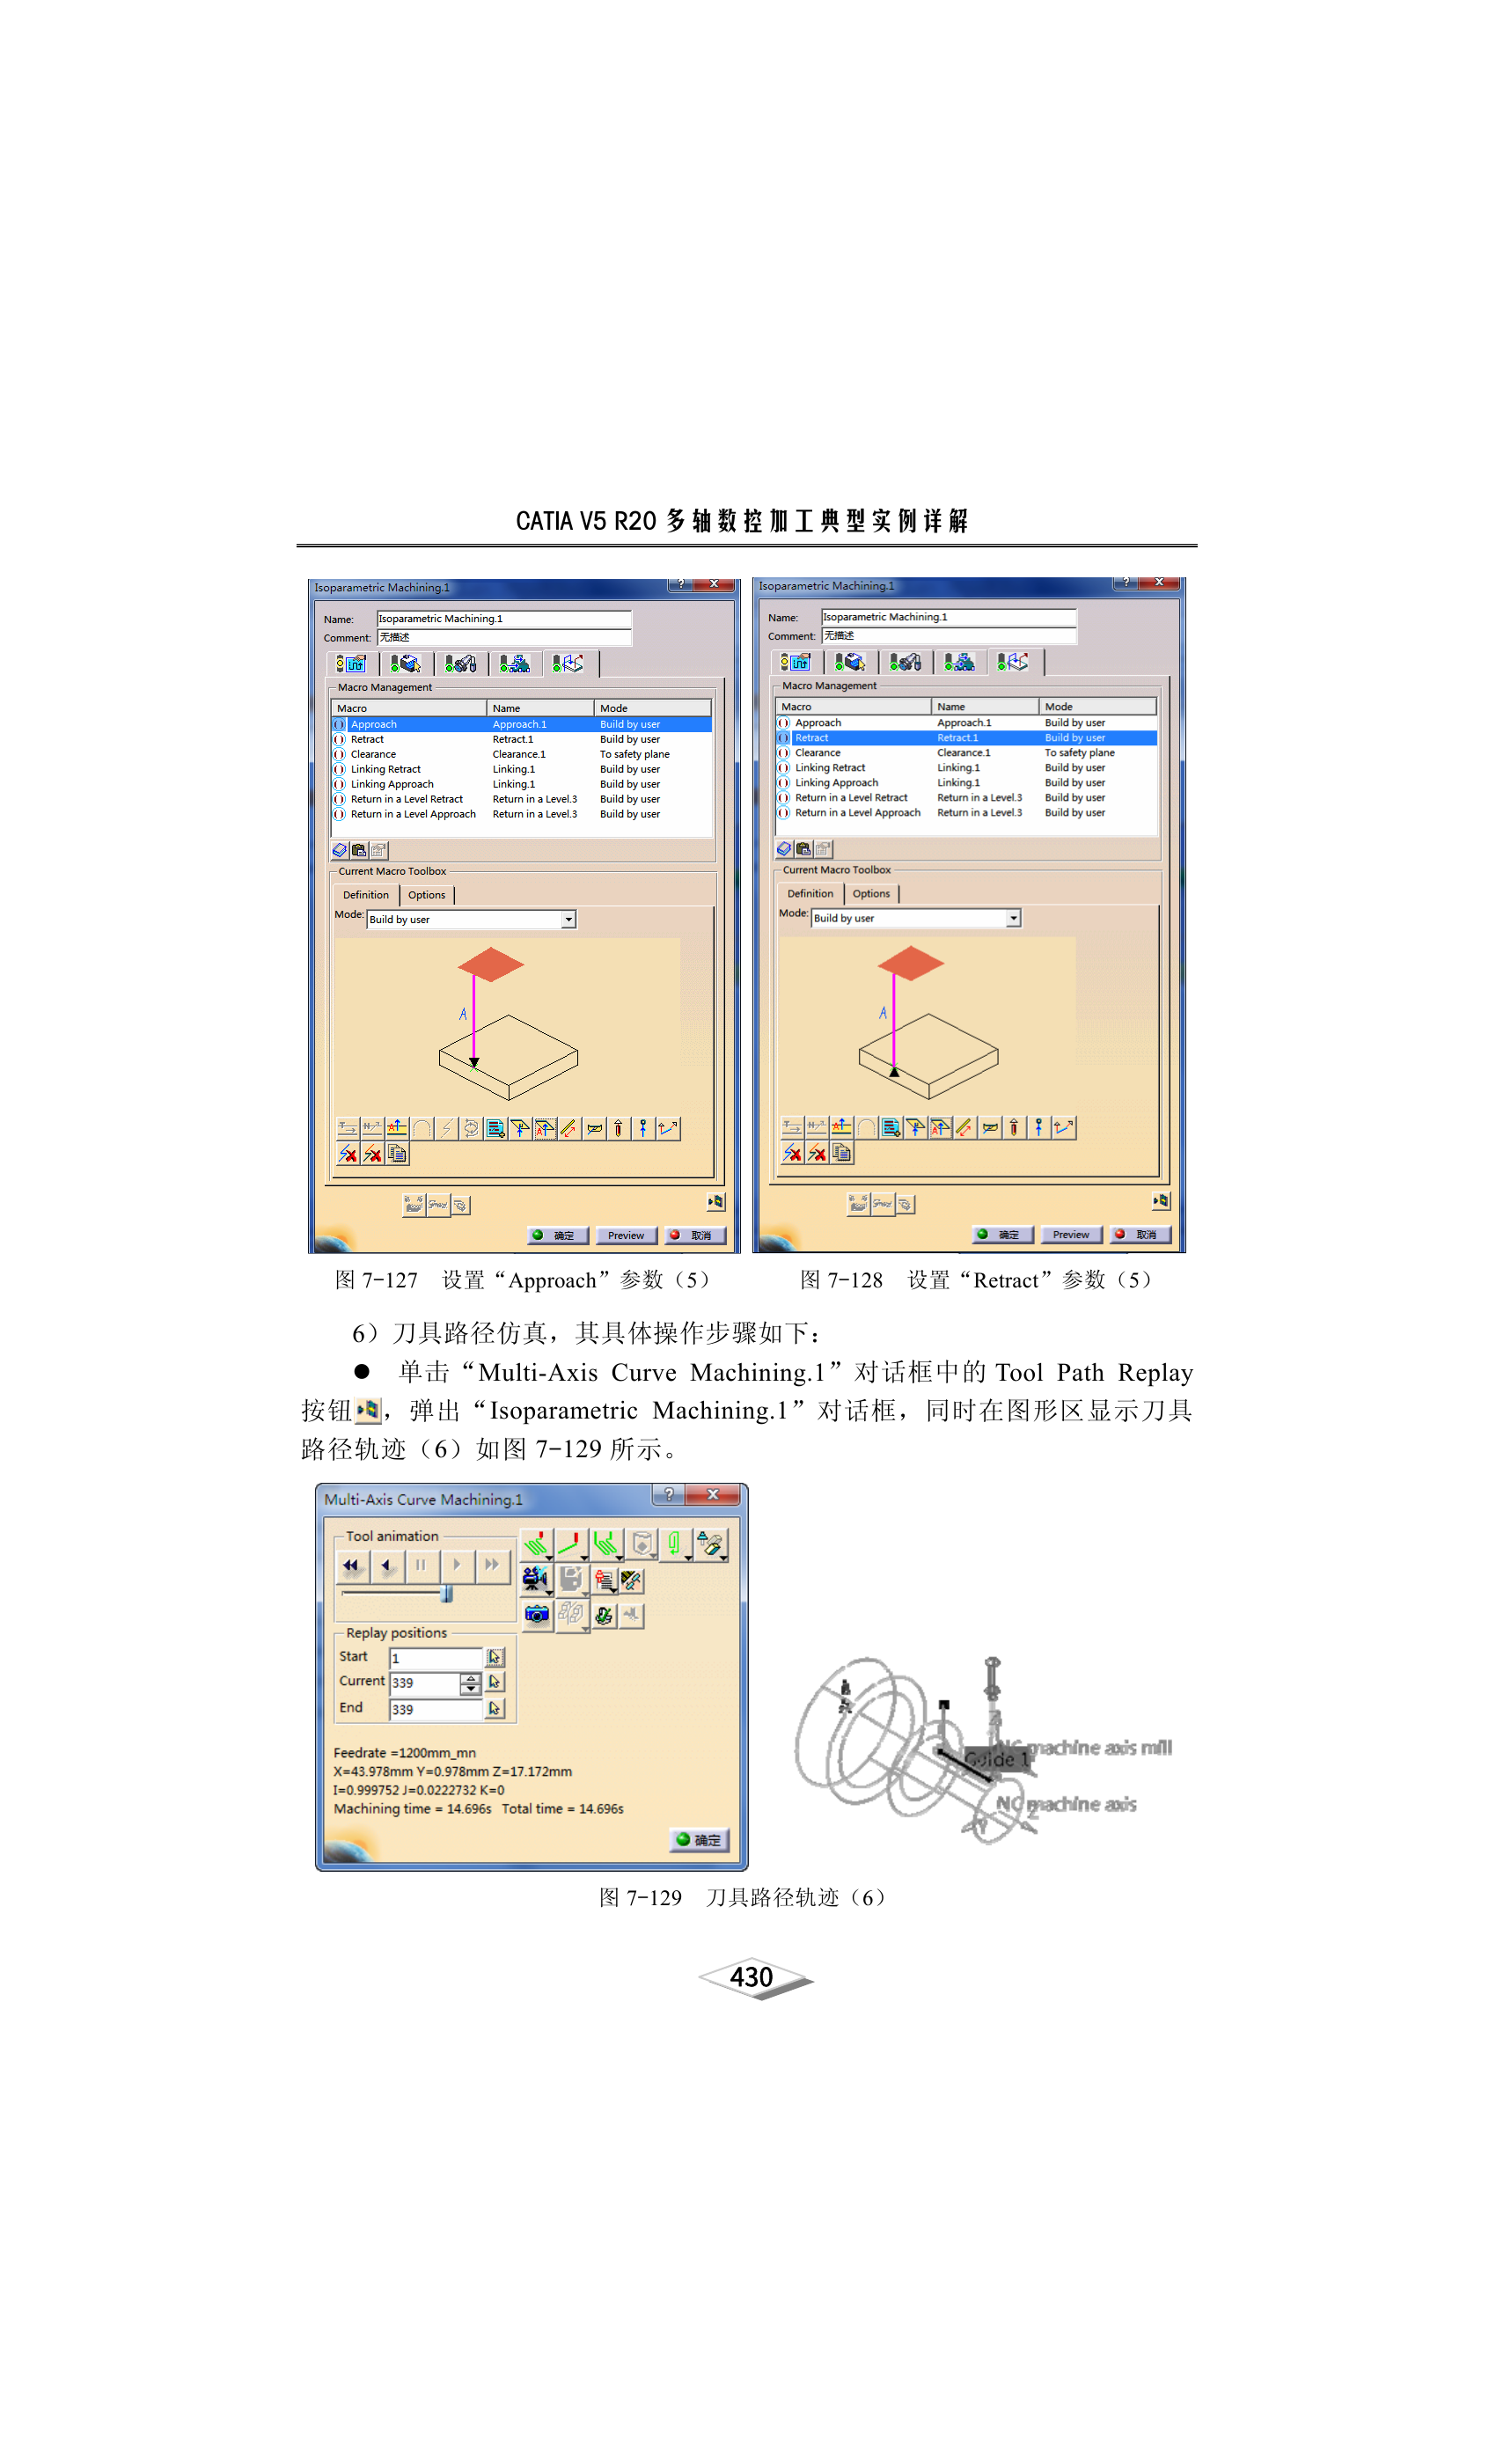 CATIA V5 R20 多轴数控加工典型实例详解
Isoparametric Machining.1
Name: Isoparametric Machining.1
Comment: 无描述
Macro Management
Macro Name Mode
Approach Approach.1 Build by user
Retract Retract.1 Build by user
Clearance Clearance.1 To safety plane
Linking Retract Linking.1 Build by user
Linking Approach Linking.1 Build by user
Return in a Level Retract Return in a Level.3 Build by user
Return in a Level Approach Return in a Level.3 Build by user
Current Macro Toolbox
Definition Options
Mode: Build by user
A
确定 Preview 取消
图 7-127 设置“Approach”参数（5）
Isoparametric Machining.1
Name: Isoparametric Machining.1
Comment: 无描述
Macro Management
Macro Name Mode
Approach Approach.1 Build by user
Retract Retract.1 Build by user
Clearance Clearance.1 To safety plane
Linking Retract Linking.1 Build by user
Linking Approach Linking.1 Build by user
Return in a Level Retract Return in a Level.3 Build by user
Return in a Level Approach Return in a Level.3 Build by user
Current Macro Toolbox
Definition Options
Mode: Build by user
A
确定 Preview 取消
图 7-128 设置“Retract”参数（5）
6）刀具路径仿真，其具体操作步骤如下：
● 单击“Multi-Axis Curve Machining.1”对话框中的 Tool Path Replay
按钮，弹出“Isoparametric Machining.1”对话框，同时在图形区显示刀具
路径轨迹（6）如图 7-129 所示。
Multi-Axis Curve Machining.1
Tool animation
Replay positions
Start 1
Current 339
End 339
Feedrate =1200mm_mn
X=43.978mm Y=0.978mm Z=17.172mm
I=0.999752 J=0.0222732 K=0
Machining time = 14.696s Total time = 14.696s
确定
Z
NC machine axis mill
Guide 1
NC machine axis
Z
Y
图 7-129 刀具路径轨迹（6）
430